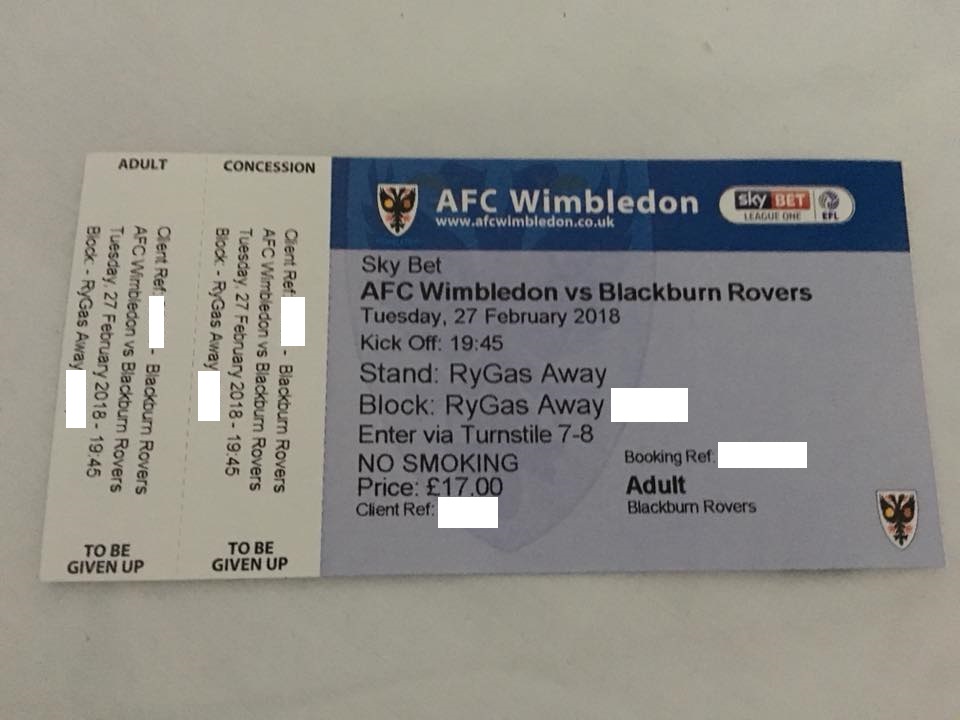 ADULT
Client Ref: - Blackburn Rovers
AFC Wimbledon vs Blackburn Rovers
Tuesday, 27 February 2018 - 19:45
Block: - RyGas Away
TO BE
GIVEN UP
CONCESSION
Client Ref: - Blackburn Rovers
AFC Wimbledon vs Blackburn Rovers
Tuesday, 27 February 2018 - 19:45
Block: - RyGas Away
TO BE
GIVEN UP
AFC Wimbledon
www.afcwimbledon.co.uk
sky BET
LEAGUE ONE
EFL
Sky Bet
AFC Wimbledon vs Blackburn Rovers
Tuesday, 27 February 2018
Kick Off: 19:45
Stand: RyGas Away
Block: RyGas Away
Enter via Turnstile 7-8
NO SMOKING
Price: £17.00
Client Ref:
Booking Ref:
Adult
Blackburn Rovers